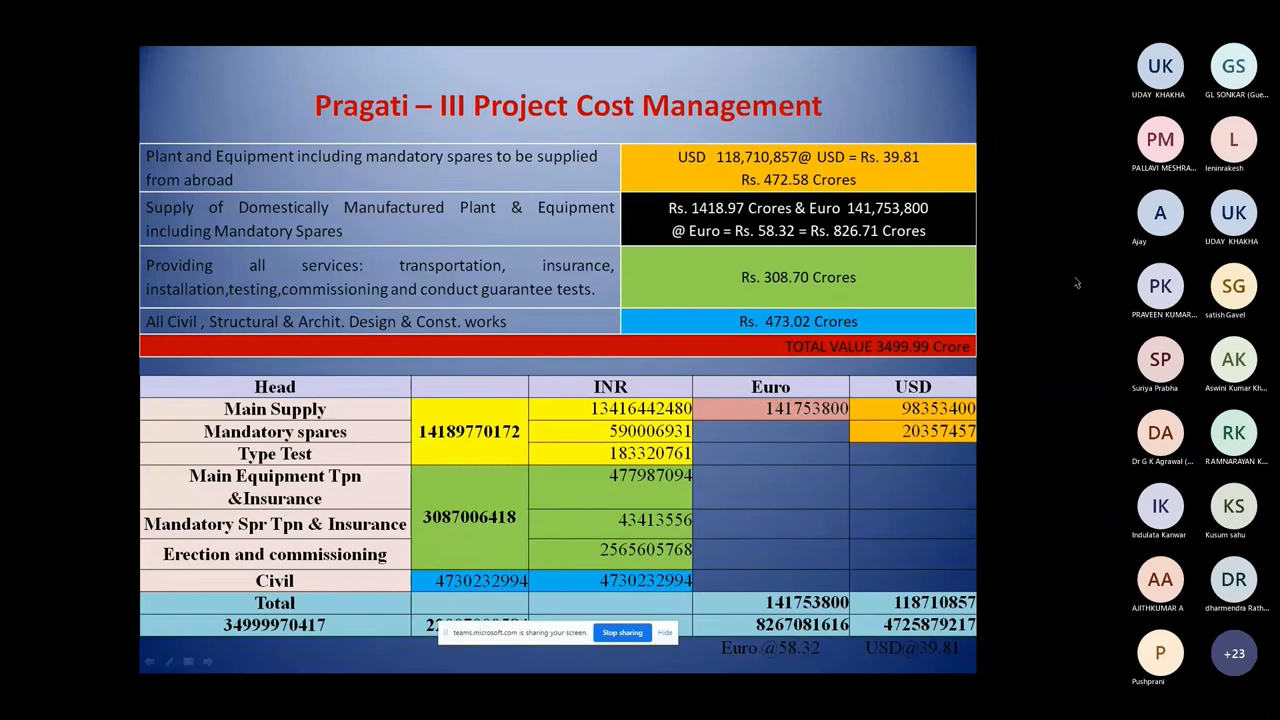 Pragati – III Project Cost Management
Plant and Equipment including mandatory spares to be supplied
from abroad
USD 118,710,857@ USD = Rs. 39.81
Rs. 472.58 Crores
Supply of Domestically Manufactured Plant & Equipment
including Mandatory Spares
Rs. 1418.97 Crores & Euro 141,753,800
@ Euro = Rs. 58.32 = Rs. 826.71 Crores
Providing all services: transportation, insurance,
installation,testing,commissioning and conduct guarantee tests.
Rs. 308.70 Crores
All Civil , Structural & Archit. Design & Const. works
Rs. 473.02 Crores
TOTAL VALUE 3499.99 Crore
Head INR Euro USD
Main Supply 13416442480 141753800 98353400
Mandatory spares 14189770172 590006931 20357457
Type Test 183320761
Main Equipment Tpn
&Insurance
477987094
Mandatory Spr Tpn & Insurance 3087006418 43413556
Erection and commissioning 2565605768
Civil 4730232994 4730232994
Total 141753800 118710857
34999970417 8267081616 4725879217
Euro @58.32 USD@39.81
teams.microsoft.com is sharing your screen. Stop sharing Hide
UK GS
UDAY KHAKHA GL SONKAR (Gue...
PM L
PALLAVI MESHRA... leninrakesh
A UK
Ajay UDAY KHAKHA
PK SG
PRAVEEN KUMAR... satish Gavel
SP AK
Suriya Prabha Aswini Kumar Kh...
DA RK
Dr G K Agrawal (... RAMNARAYAN K...
IK KS
Indulata Kanwar Kusum sahu
AA DR
AJITHKUMAR A dharmendra Rath...
P +23
Pushprani